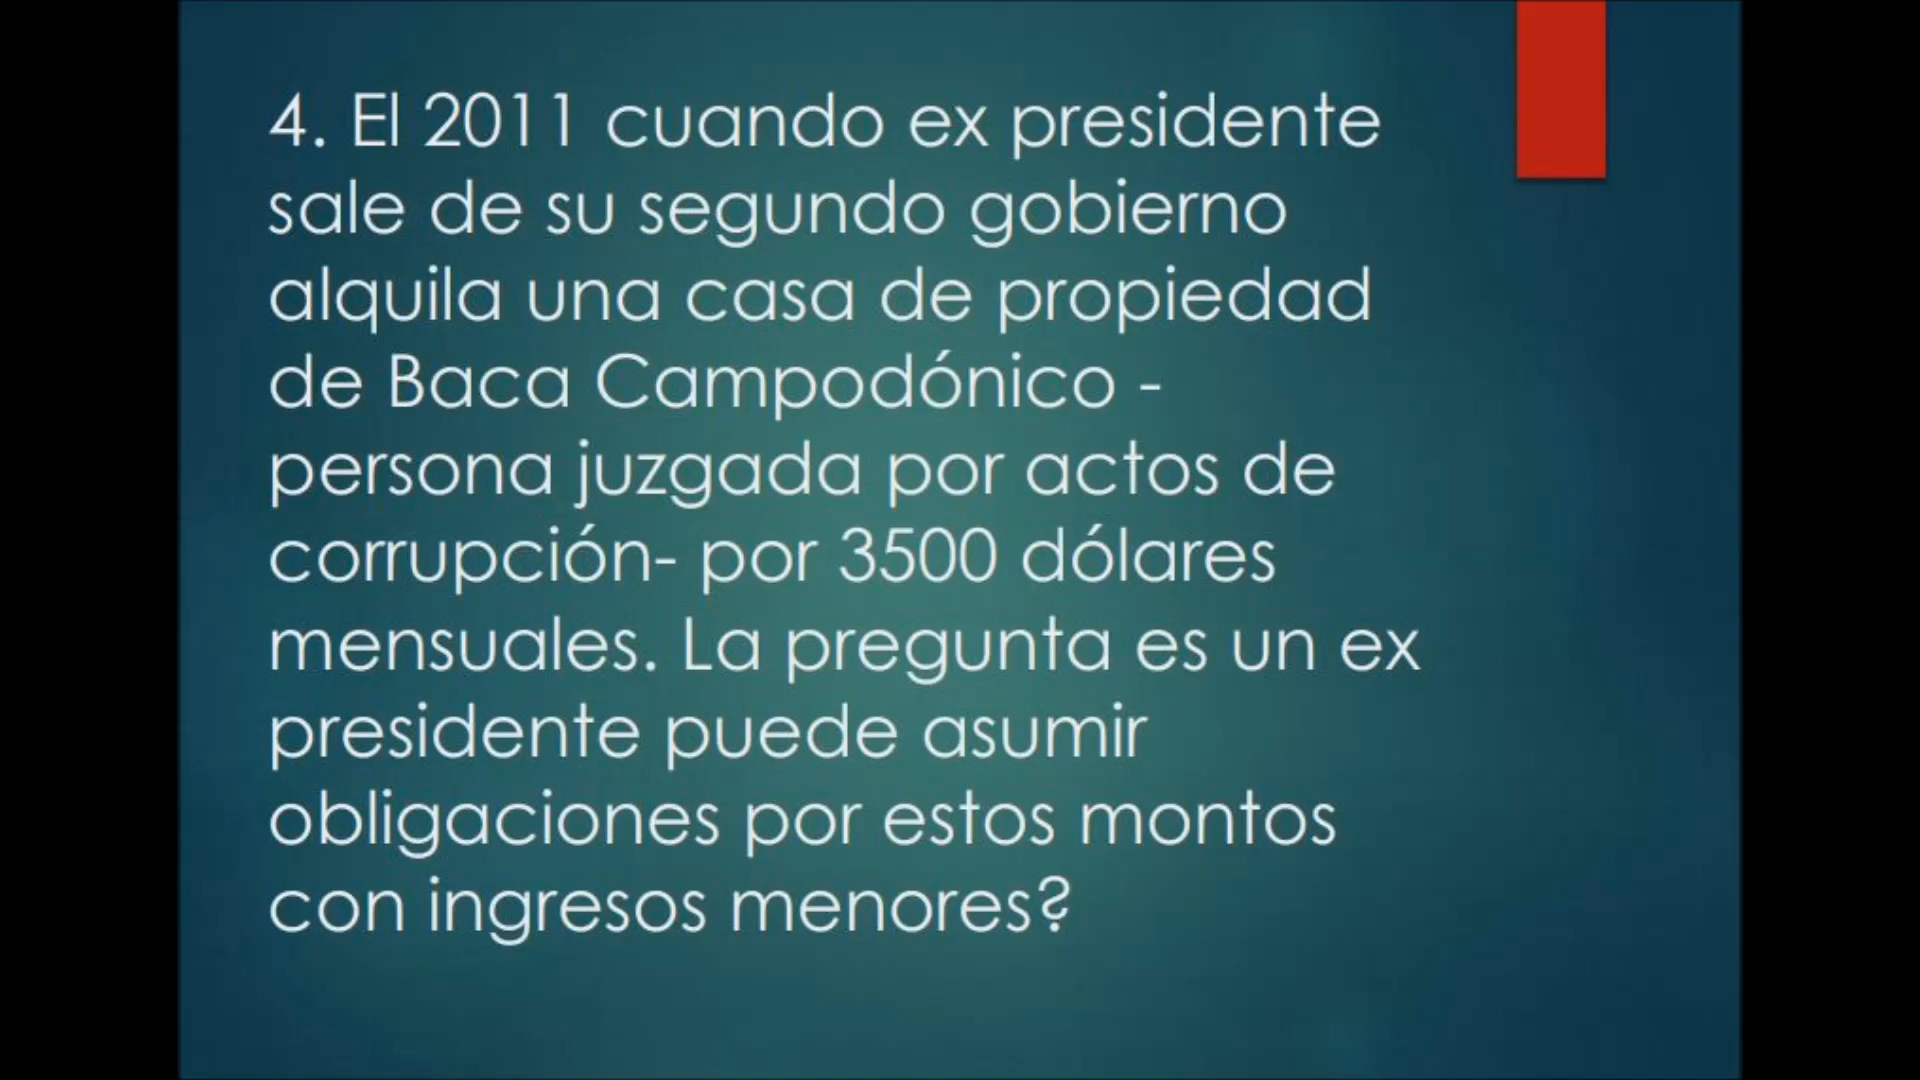 4. El 2011 cuando ex presidente
sale de su segundo gobierno
alquila una casa de propiedad
de Baca Campodónico -
persona juzgada por actos de
corrupción- por 3500 dólares
mensuales. La pregunta es un ex
presidente puede asumir
obligaciones por estos montos
con ingresos menores?